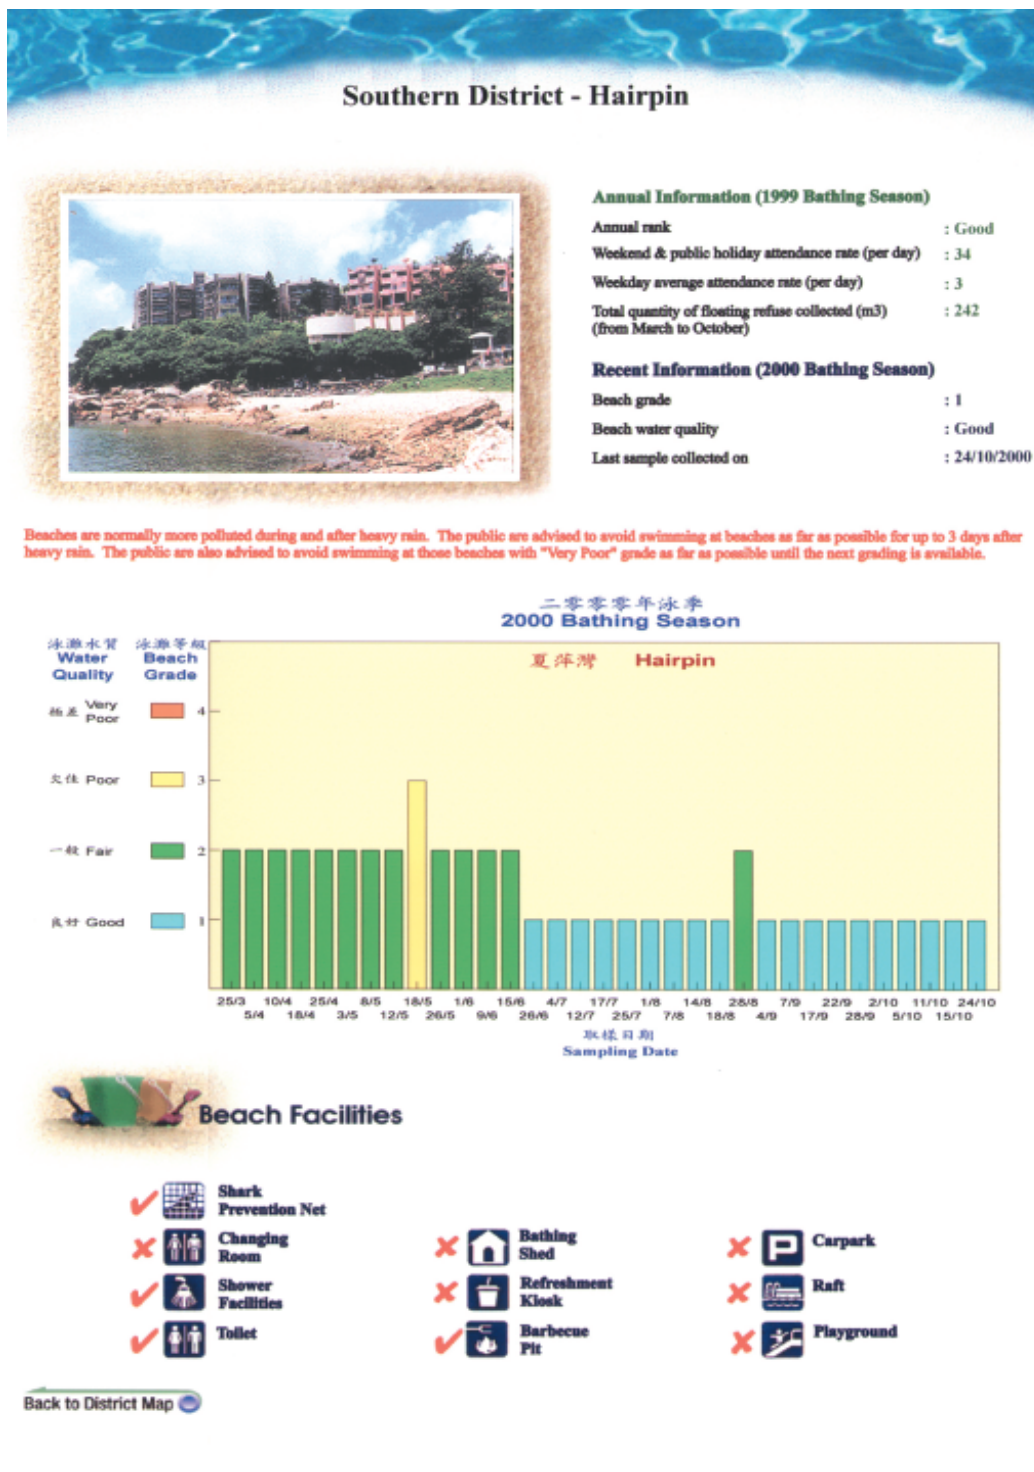 Southern District - Hairpin
Annual Information (1999 Bathing Season)
Annual rank : Good
Weekend & public holiday attendance rate (per day) : 34
Weekday average attendance rate (per day) : 3
Total quantity of floating refuse collected (m3) : 242
(from March to October)
Recent Information (2000 Bathing Season)
Beach grade : 1
Beach water quality : Good
Last sample collected on : 24/10/2000
Beaches are normally more polluted during and after heavy rain. The public are advised to avoid swimming at beaches as far as possible for up to 3 days after
heavy rain. The public are also advised to avoid swimming at those beaches with "Very Poor" grade as far as possible until the next grading is available.
二零零零年泳季
2000 Bathing Season
泳灘水質 泳灘等級
Water Beach
Quality Grade
夏萍灣 Hairpin
極差 Very Poor 4
欠佳 Poor 3
一般 Fair 2
良好 Good 1
25/3 10/4 25/4 8/5 18/5 1/6 15/6 4/7 17/7 1/8 14/8 28/8 7/9 22/9 2/10 11/10 24/10
5/4 18/4 3/5 12/5 26/5 9/6 26/6 12/7 25/7 7/8 18/8 4/9 17/9 28/9 5/10 15/10
取樣日期
Sampling Date
Beach Facilities
Shark
Prevention Net
Changing
Room
Bathing
Shed
Carpark
Shower
Facilities
Refreshment
Kiosk
Raft
Toilet
Barbecue
Pit
Playground
Back to District Map